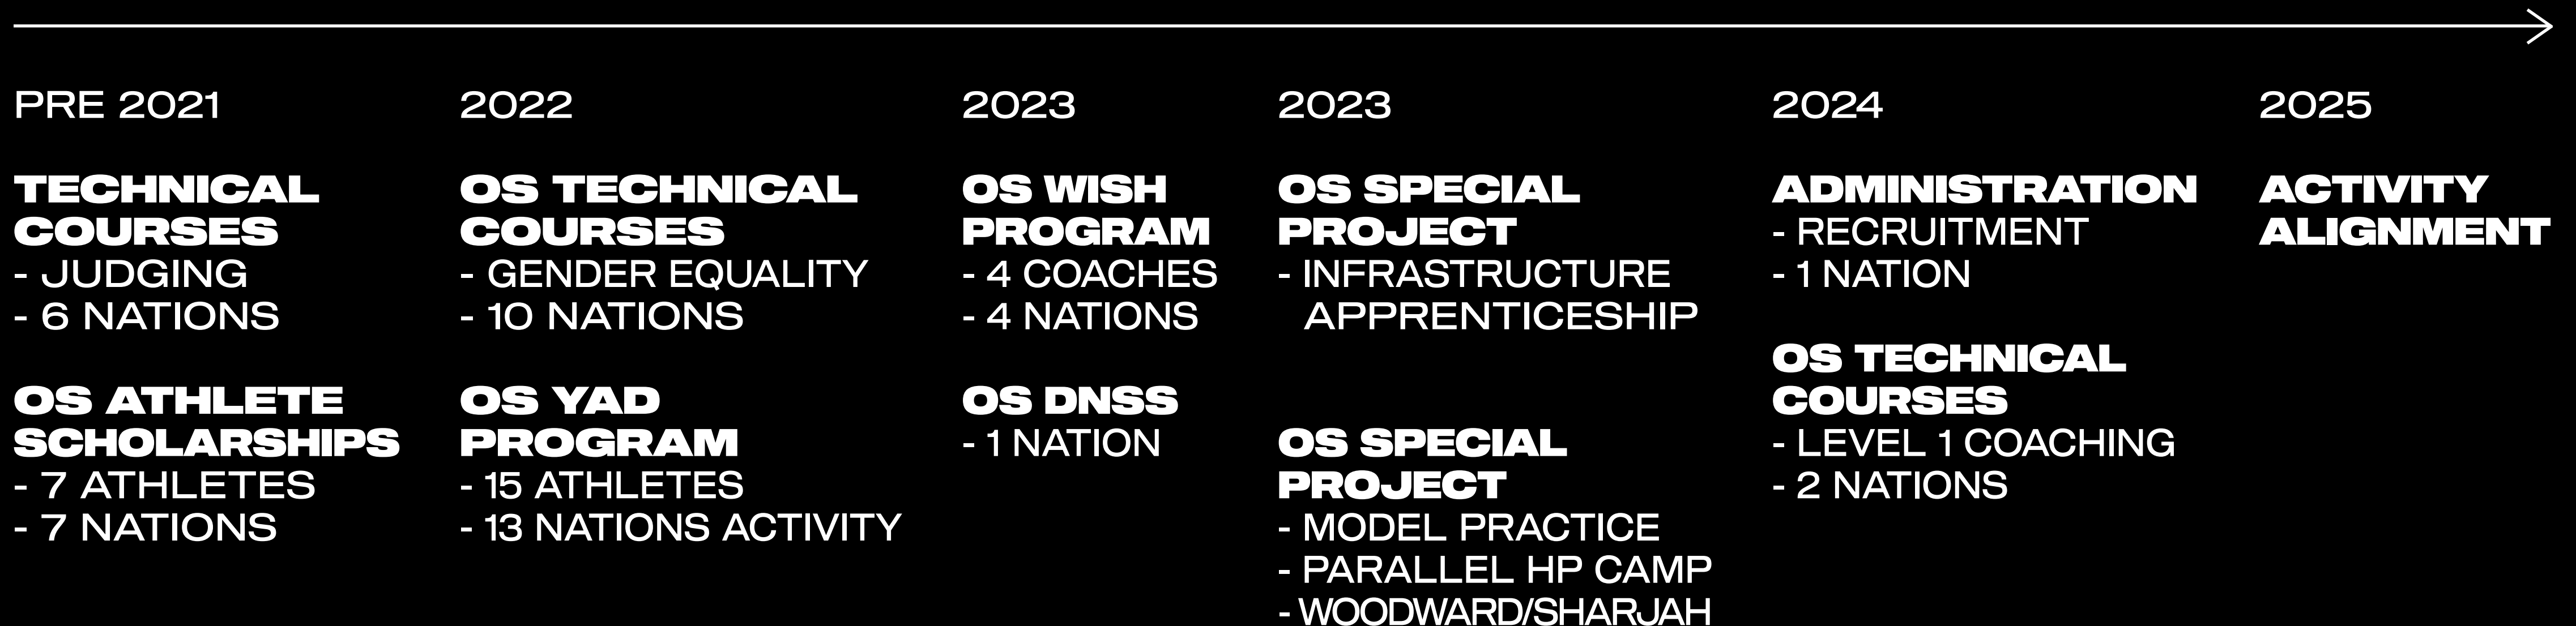 PRE 2021
TECHNICAL
COURSES
- JUDGING
- 6 NATIONS
OS ATHLETE
SCHOLARSHIPS
- 7 ATHLETES
- 7 NATIONS
2022
OS TECHNICAL
COURSES
- GENDER EQUALITY
- 10 NATIONS
OS YAD
PROGRAM
- 15 ATHLETES
- 13 NATIONS ACTIVITY
2023
OS WISH
PROGRAM
- 4 COACHES
- 4 NATIONS
OS DNSS
- 1 NATION
2023
OS SPECIAL
PROJECT
- INFRASTRUCTURE
APPRENTICESHIP
OS SPECIAL
PROJECT
- MODEL PRACTICE
- PARALLEL HP CAMP
- WOODWARD/SHARJAH
2024
ADMINISTRATION
- RECRUITMENT
- 1 NATION
OS TECHNICAL
COURSES
- LEVEL 1 COACHING
- 2 NATIONS
2025
ACTIVITY
ALIGNMENT